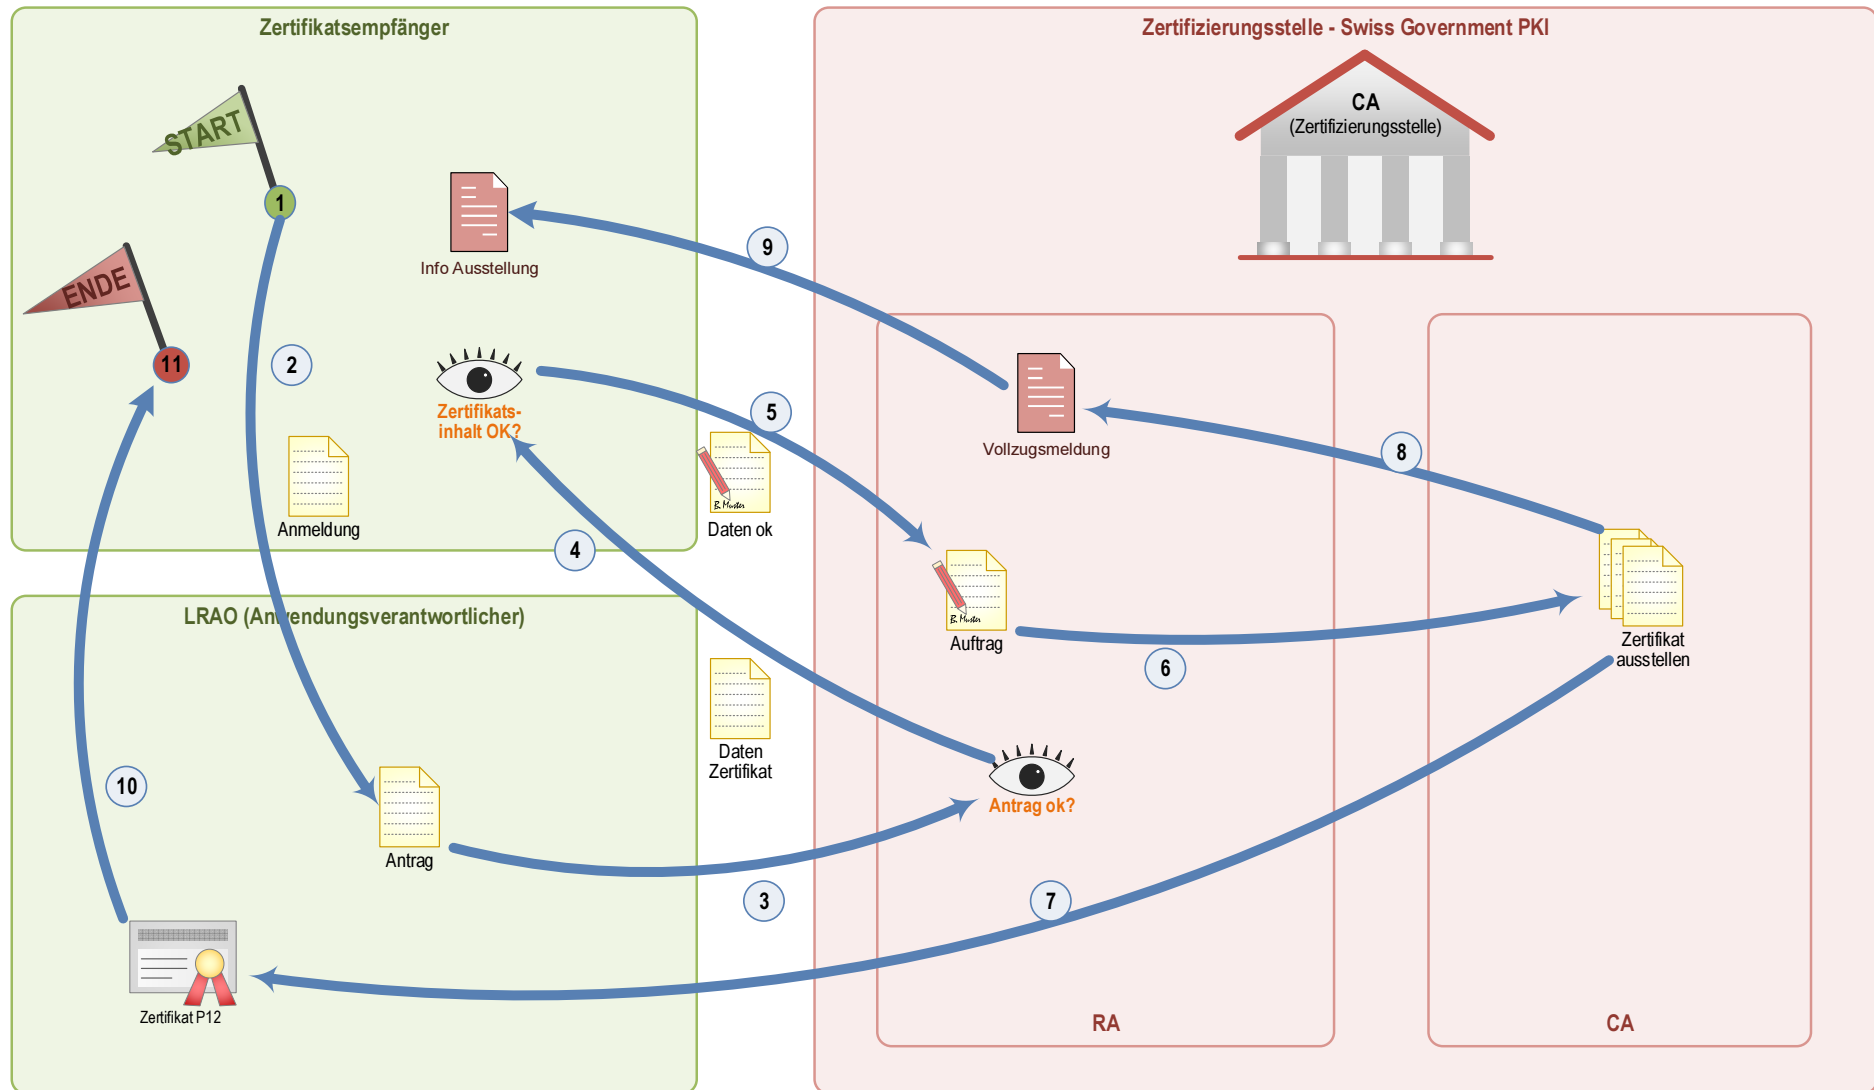 Zertifikatsempfänger
START
1
ENDE
11
2
Info Ausstellung
Zertifikats-
inhalt OK?
Anmeldung
9
5
4
B. Muster
Daten ok
LRAO (Anwendungsverantwortlicher)
10
Antrag
Daten
Zertifikat
3
Zertifikat P12
Zertifizierungsstelle - Swiss Government PKI
CA
(Zertifizierungsstelle)
Vollzugsmeldung
8
B. Muster
Auftrag
6
Zertifikat
ausstellen
Antrag ok?
7
RA
CA